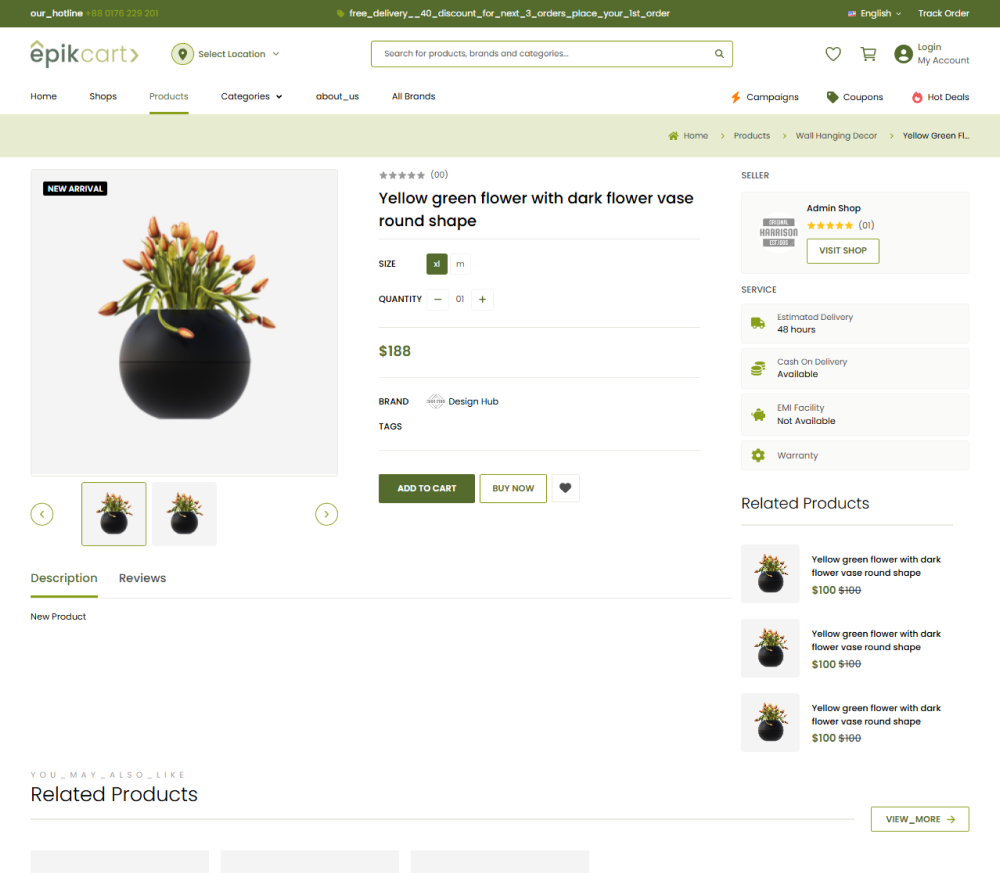 our_hotline +88 0176 229 201
free_delivery__40_discount_for_next_3_orders_place_your_1st_order
English
Track Order
êpikcart
Select Location
Search for products, brands and categories...
Login
My Account
Home
Shops
Products
Categories
about_us
All Brands
Campaigns
Coupons
Hot Deals
Home
Products
Wall Hanging Decor
Yellow Green Fl...
NEW ARRIVAL
(00)
Yellow green flower with dark flower vase
round shape
SIZE
xl
m
QUANTITY
01
$188
BRAND
Design Hub
TAGS
ADD TO CART
BUY NOW
SELLER
ORIGINAL
HARRISON
Admin Shop
(01)
VISIT SHOP
SERVICE
Estimated Delivery
48 hours
Cash On Delivery
Available
EMI Facility
Not Available
Warranty
Related Products
Yellow green flower with dark
flower vase round shape
$100 $100
Yellow green flower with dark
flower vase round shape
$100 $100
Yellow green flower with dark
flower vase round shape
$100 $100
Description
Reviews
New Product
YOU_MAY_ALSO_LIKE
Related Products
VIEW_MORE